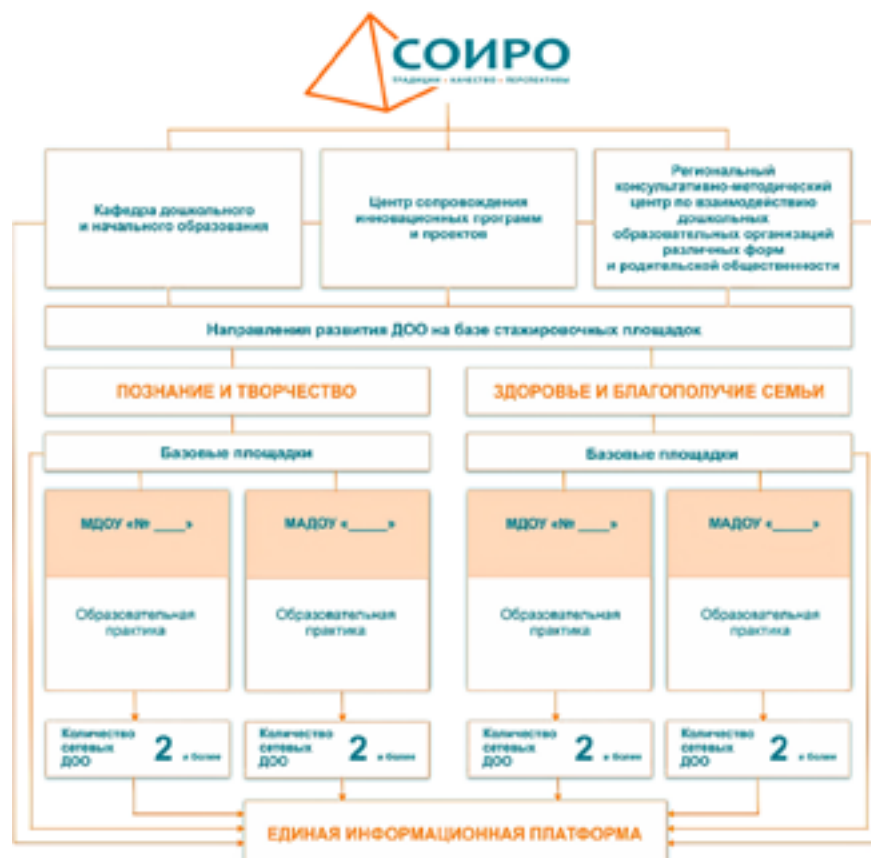 СОИРО
ТРАДИЦИИ • КАЧЕСТВО • ПЕРСПЕКТИВЫ
Кафедра дошкольного
и начального образования
Центр сопровождения
инновационных программ
и проектов
Региональный
консультативно-методический
центр по взаимодействию
дошкольных
образовательных организаций
различных форм
и родительской общественности
Направления развития ДОО на базе стажировочных площадок
ПОЗНАНИЕ И ТВОРЧЕСТВО
ЗДОРОВЬЕ И БЛАГОПОЛУЧИЕ СЕМЬИ
Базовые площадки
Базовые площадки
МДОУ «№ ____»
МАДОУ «_____»
МДОУ «№ ____»
МАДОУ «_____»
Образовательная
практика
Образовательная
практика
Образовательная
практика
Образовательная
практика
Количество
сетевых
ДОО
2 и более
Количество
сетевых
ДОО
2 и более
Количество
сетевых
ДОО
2 и более
Количество
сетевых
ДОО
2 и более
ЕДИНАЯ ИНФОРМАЦИОННАЯ ПЛАТФОРМА